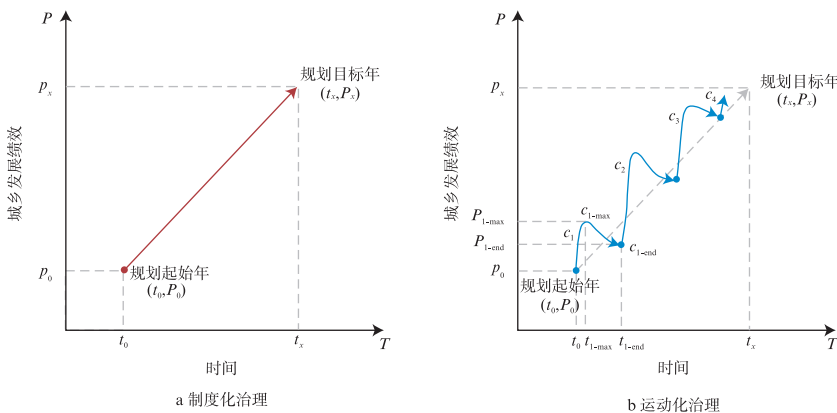 P
p_x
规划目标年
(t_x,P_x)
城乡发展绩效
p_0
规划起始年
(t_0,P_0)
t_0
t_x
T
时间
a 制度化治理
P
p_x
规划目标年
(t_x,P_x)
c_4
c_3
c_2
城乡发展绩效
P_1-max
c_1-max
c_1
P_1-end
c_1-end
p_0
规划起始年
(t_0,P_0)
t_0
t_1-max
t_1-end
t_x
T
时间
b 运动化治理